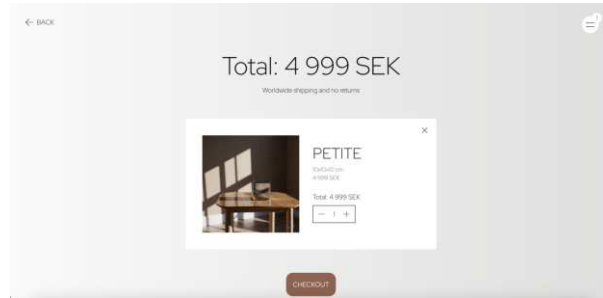 ← BACK
Total: 4 999 SEK
Worldwide shipping and no returns
PETITE
4 999 SEK
Total: 4 999 SEK
1
CHECKOUT